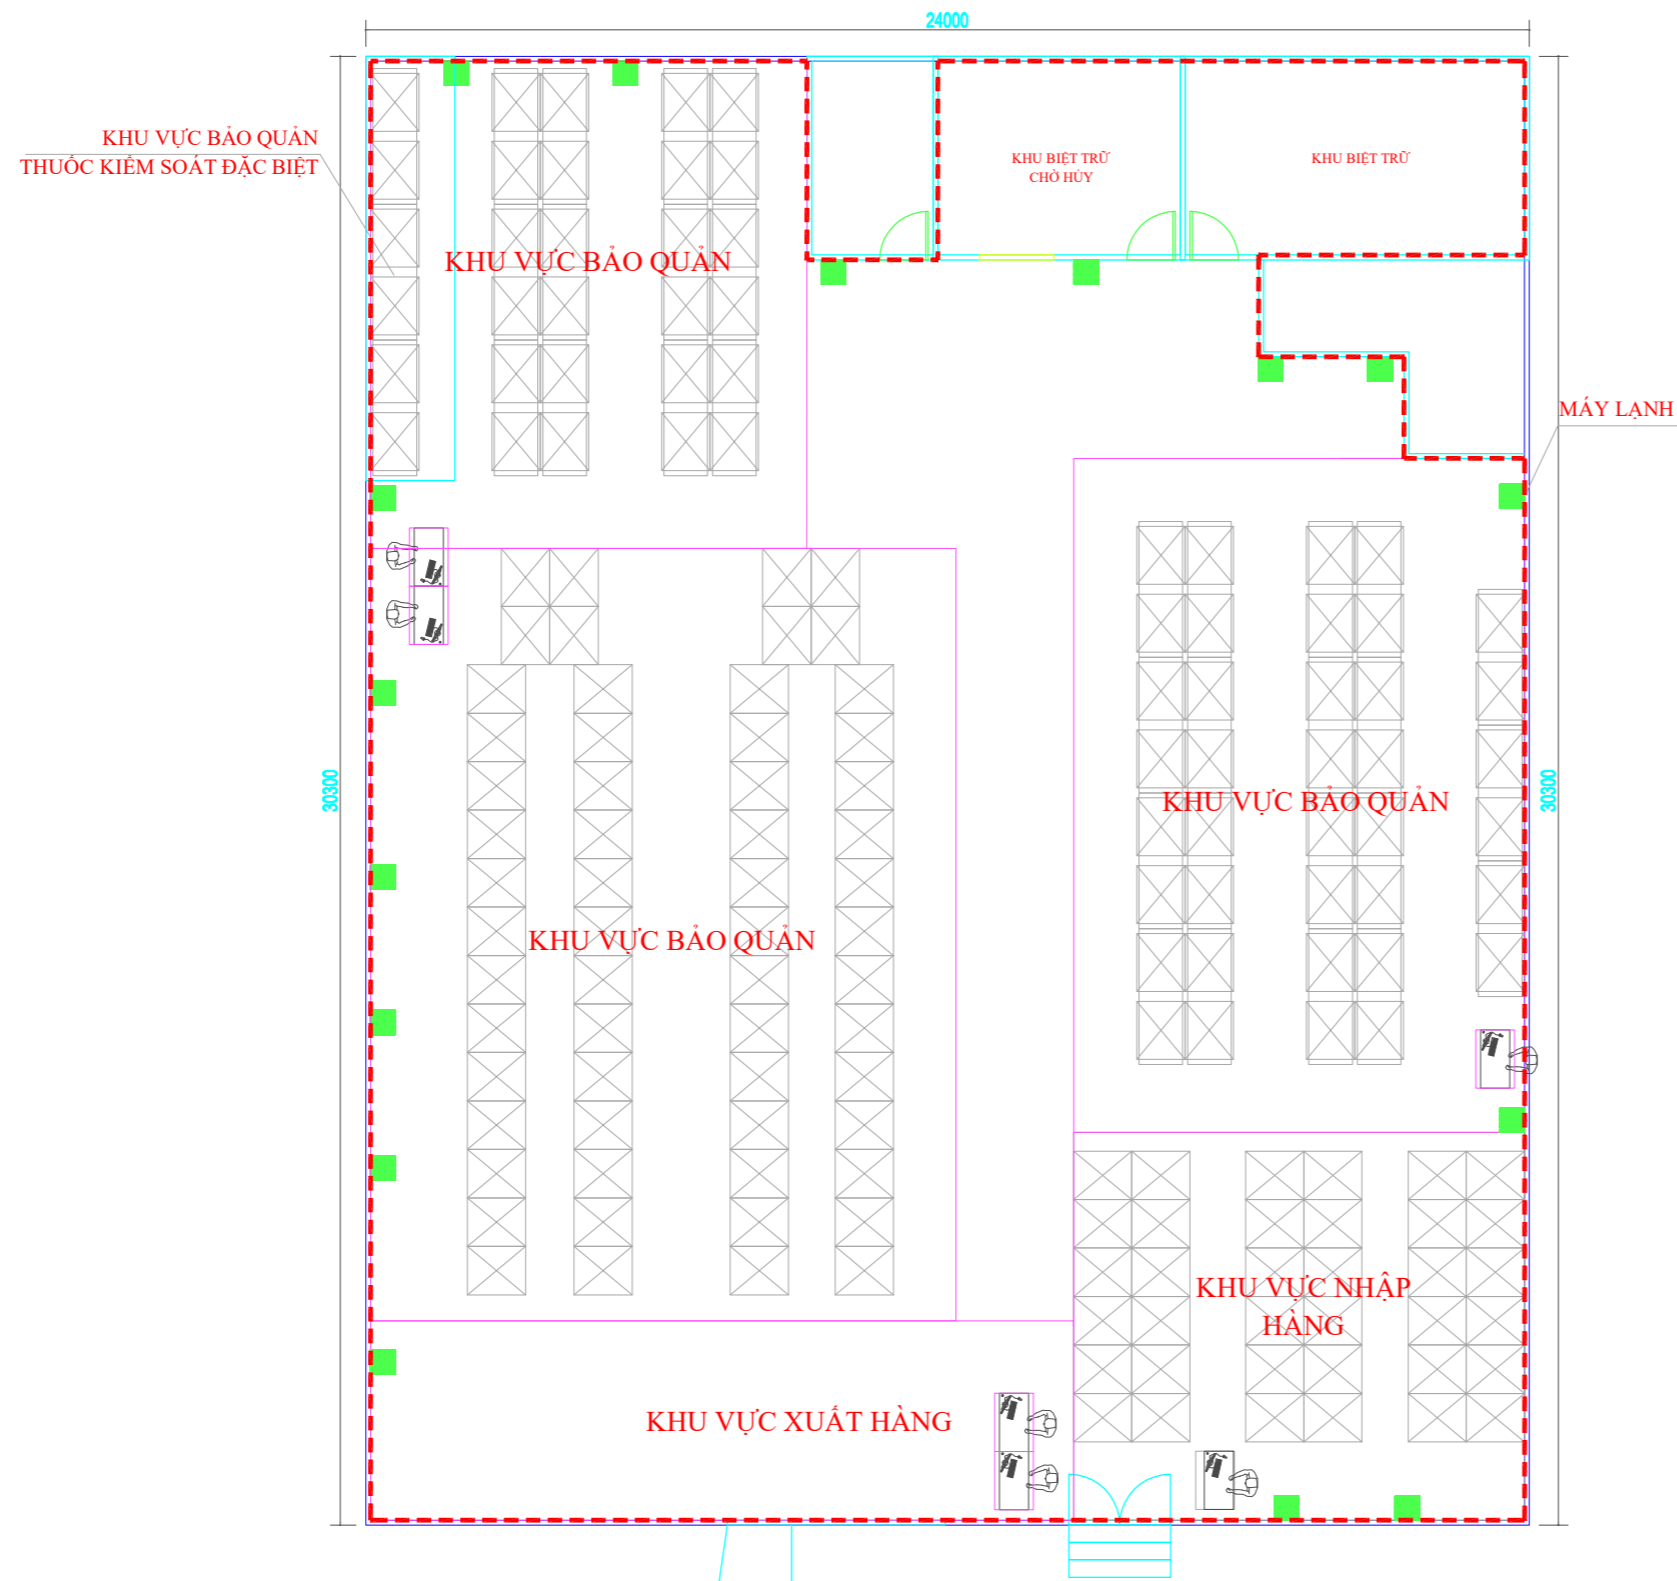 24000
KHU VỰC BẢO QUẢN
THUỐC KIỂM SOÁT ĐẶC BIỆT
KHU BIỆT TRỮ
CHỜ HỦY
KHU BIỆT TRỮ
KHU VỰC BẢO QUẢN
MÁY LẠNH
30300
30300
KHU VỰC BẢO QUẢN
KHU VỰC BẢO QUẢN
KHU VỰC NHẬP
HÀNG
KHU VỰC XUẤT HÀNG